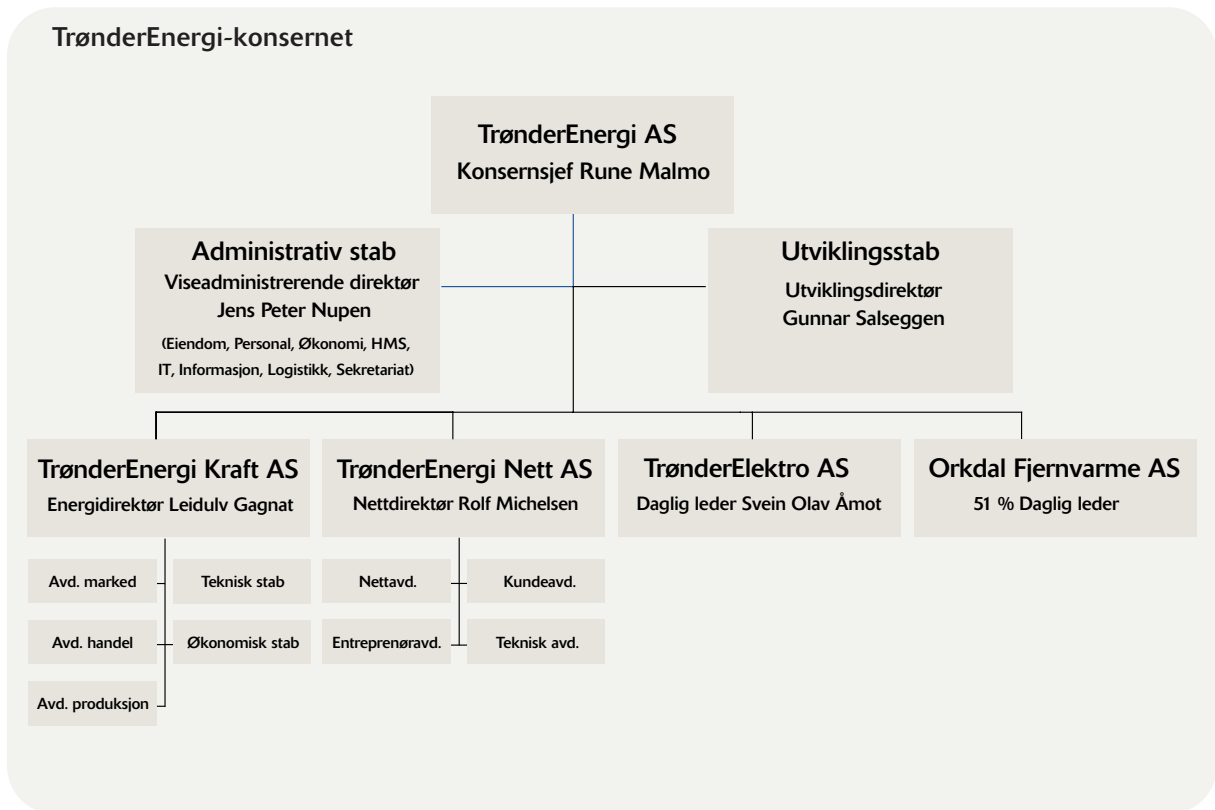 TrønderEnergi-konsernet
TrønderEnergi AS
Konsernsjef Rune Malmo
Administrativ stab
Viseadministrerende direktør
Jens Peter Nupen
(Eiendom, Personal, Økonomi, HMS,
IT, Informasjon, Logistikk, Sekretariat)
Utviklingsstab
Utviklingsdirektør
Gunnar Salseggen
TrønderEnergi Kraft AS
Energidirektør Leidulv Gagnat
TrønderEnergi Nett AS
Nettdirektør Rolf Michelsen
TrønderElektro AS
Daglig leder Svein Olav Åmot
Orkdal Fjernvarme AS
51 % Daglig leder
Avd. marked
Teknisk stab
Avd. handel
Økonomisk stab
Avd. produksjon
Nettavd.
Kundeavd.
Entreprenøravd.
Teknisk avd.